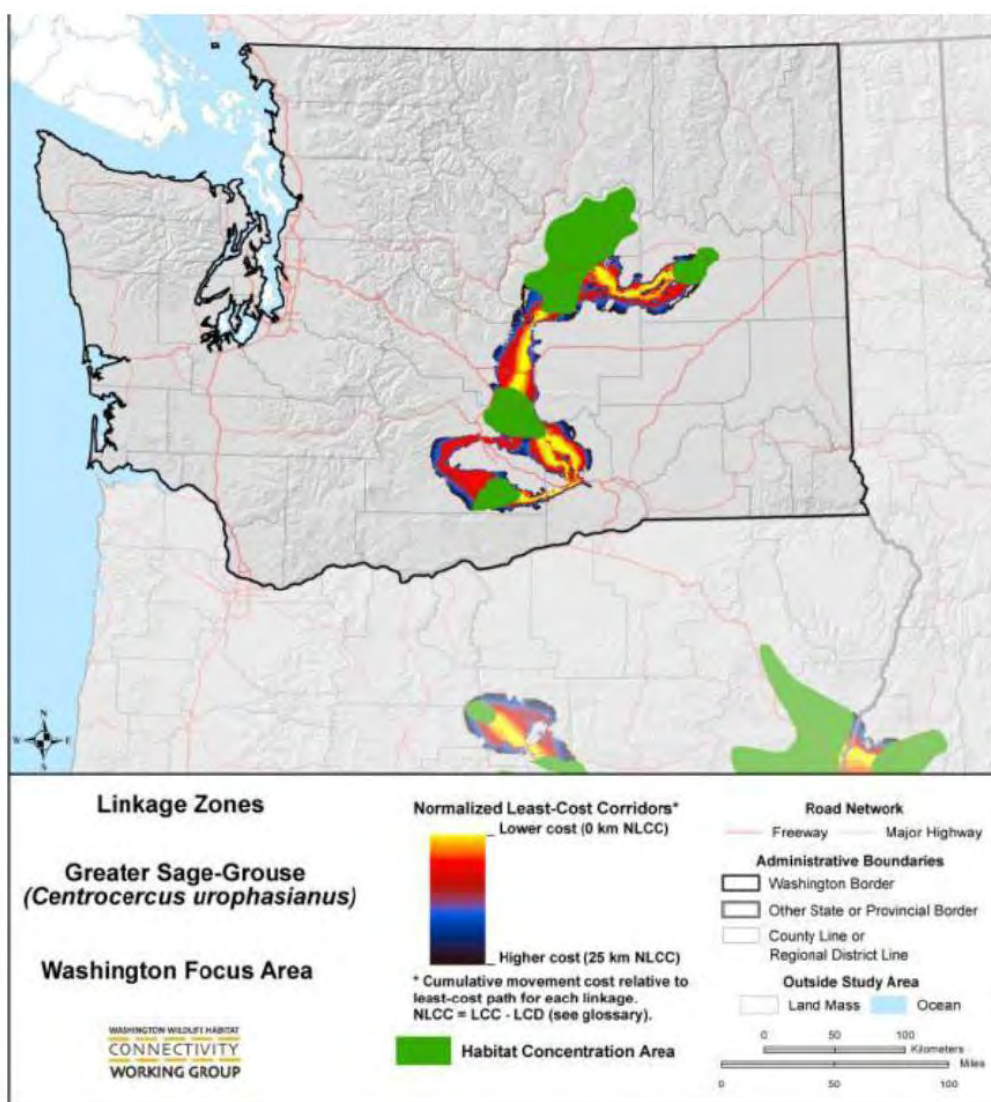 N
W E
S
Linkage Zones
Greater Sage-Grouse
(Centrocercus urophasianus)
Washington Focus Area
WASHINGTON WILDLIFE HABITAT
CONNECTIVITY
WORKING GROUP
Normalized Least-Cost Corridors*
Lower cost (0 km NLCC)
Higher cost (25 km NLCC)
* Cumulative movement cost relative to
least-cost path for each linkage.
NLCC = LCC - LCD (see glossary).
Habitat Concentration Area
Road Network
Freeway Major Highway
Administrative Boundaries
Washington Border
Other State or Provincial Border
County Line or
Regional District Line
Outside Study Area
Land Mass Ocean
0 100 100
Kilometers
Miles
0 100